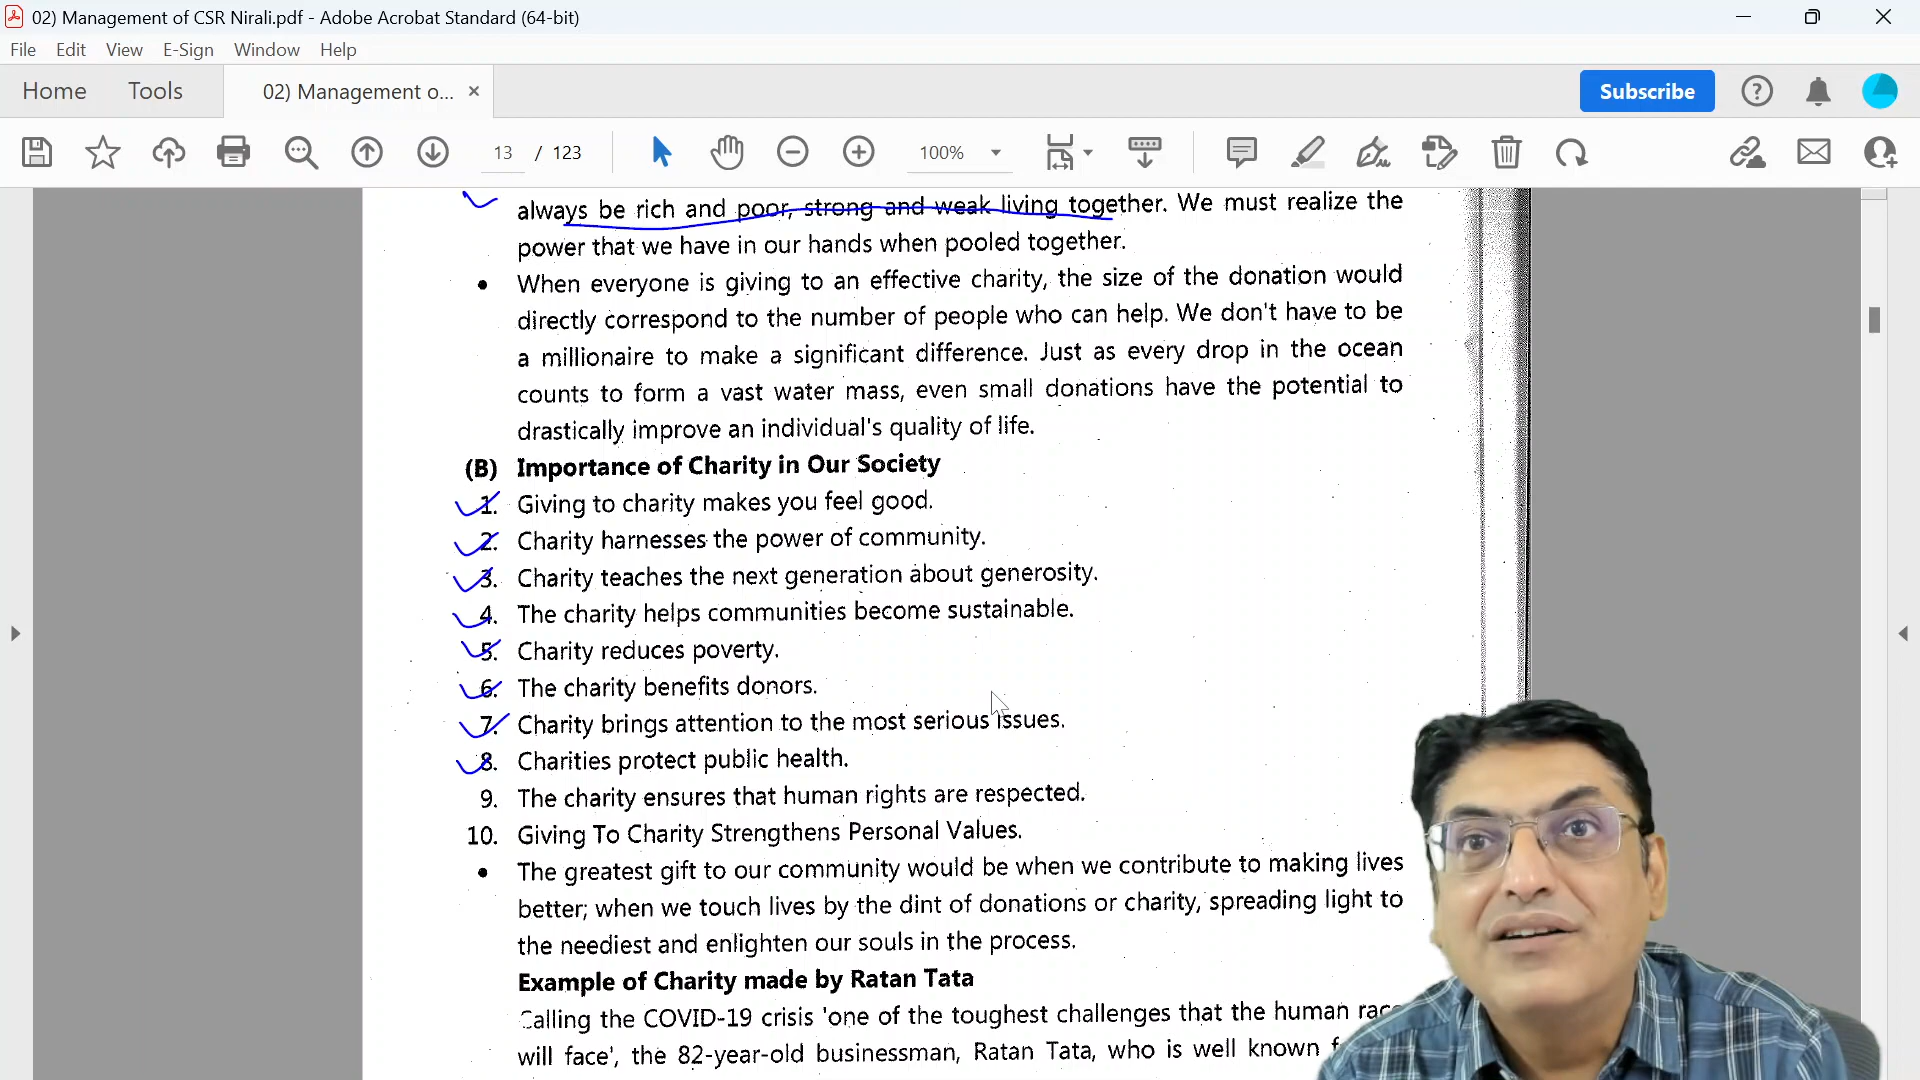 02) Management of CSR Nirali.pdf - Adobe Acrobat Standard (64-bit)
File Edit View E-Sign Window Help
Home Tools 02) Management o... × Subscribe
13 / 123 100%
always be rich and poor, strong and weak living together. We must realize the
power that we have in our hands when pooled together.
• When everyone is giving to an effective charity, the size of the donation would
directly correspond to the number of people who can help. We don't have to be
a millionaire to make a significant difference. Just as every drop in the ocean
counts to form a vast water mass, even small donations have the potential to
drastically improve an individual's quality of life.
(B) Importance of Charity in Our Society
1. Giving to charity makes you feel good.
2. Charity harnesses the power of community.
3. Charity teaches the next generation about generosity.
4. The charity helps communities become sustainable.
5. Charity reduces poverty.
6. The charity benefits donors.
7. Charity brings attention to the most serious issues.
8. Charities protect public health.
9. The charity ensures that human rights are respected.
10. Giving To Charity Strengthens Personal Values.
• The greatest gift to our community would be when we contribute to making lives
better; when we touch lives by the dint of donations or charity, spreading light to
the neediest and enlighten our souls in the process.
Example of Charity made by Ratan Tata
Calling the COVID-19 crisis 'one of the toughest challenges that the human
will face', the 82-year-old businessman, Ratan Tata, who is well known